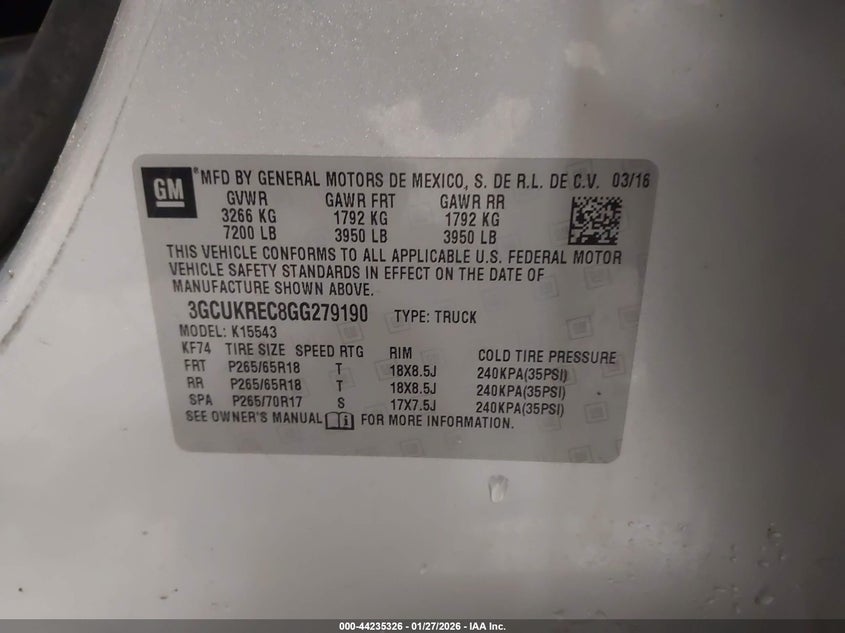 GM
® MFD BY GENERAL MOTORS DE MEXICO, S. DE R.L. DE C.V. 03/16
GVWR GAWR FRT GAWR RR
3266 KG 1792 KG 1792 KG
7200 LB 3950 LB 3950 LB
THIS VEHICLE CONFORMS TO ALL APPLICABLE U.S. FEDERAL MOTOR
VEHICLE SAFETY STANDARDS IN EFFECT ON THE DATE OF
MANUFACTURE SHOWN ABOVE.
3GCUKREC8GG279190 TYPE: TRUCK
MODEL: K15543
KF74 TIRE SIZE SPEED RTG RIM COLD TIRE PRESSURE
FRT P265/65R18 T 18X8.5J 240KPA(35PSI)
RR P265/65R18 T 18X8.5J 240KPA(35PSI)
SPA P265/70R17 S 17X7.5J 240KPA(35PSI)
SEE OWNER'S MANUAL FOR MORE INFORMATION.
000-44235326 - 01/27/2026 - IAA Inc.